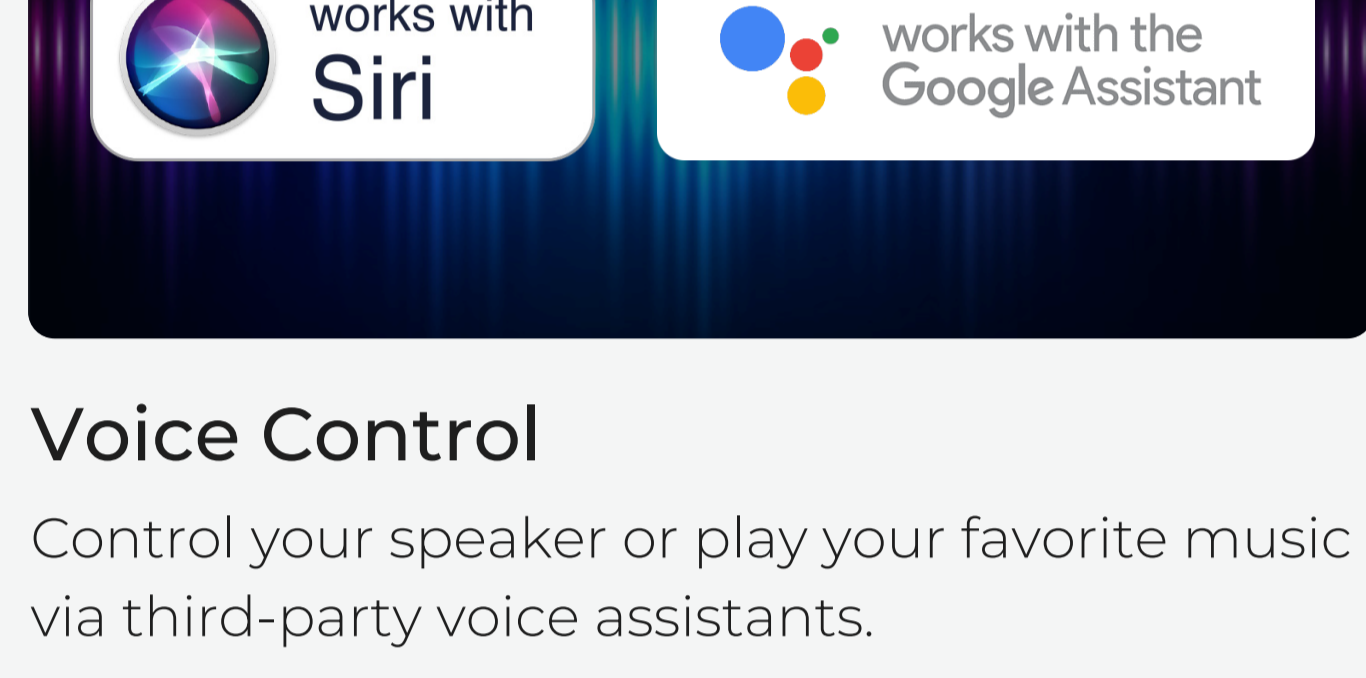 works with
Siri
works with the
Google Assistant
Voice Control
Control your speaker or play your favorite music
via third-party voice assistants.